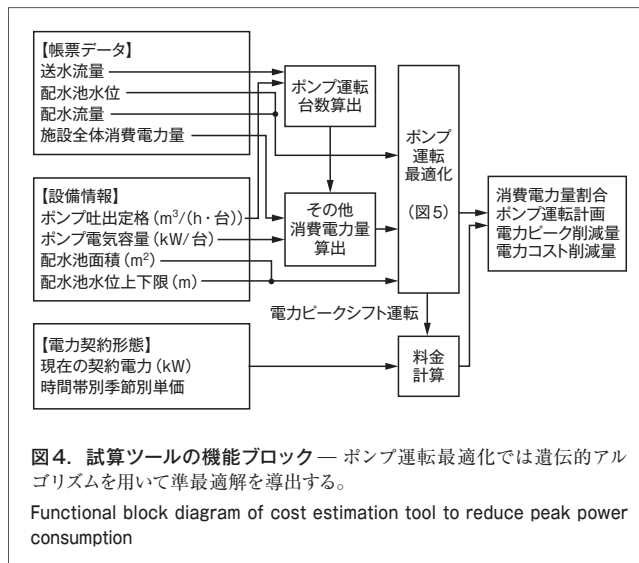 【帳票データ】
送水流量
配水池水位
配水流量
施設全体消費電力量
ポンプ運転
台数算出
ポンプ
運転
最適化
(図5)
【設備情報】
ポンプ吐出定格(m³/(h・台))
ポンプ電気容量(kW/台)
配水池面積(m²)
配水池水位上下限(m)
その他
消費電力量
算出
消費電力量割合
ポンプ運転計画
電力ピーク削減量
電力コスト削減量
電力ピークシフト運転
【電力契約形態】
現在の契約電力(kW)
時間帯別季節別単価
料金
計算
図4. 試算ツールの機能ブロック — ポンプ運転最適化では遺伝的アル
ゴリズムを用いて準最適解を導出する。
Functional block diagram of cost estimation tool to reduce peak power
consumption